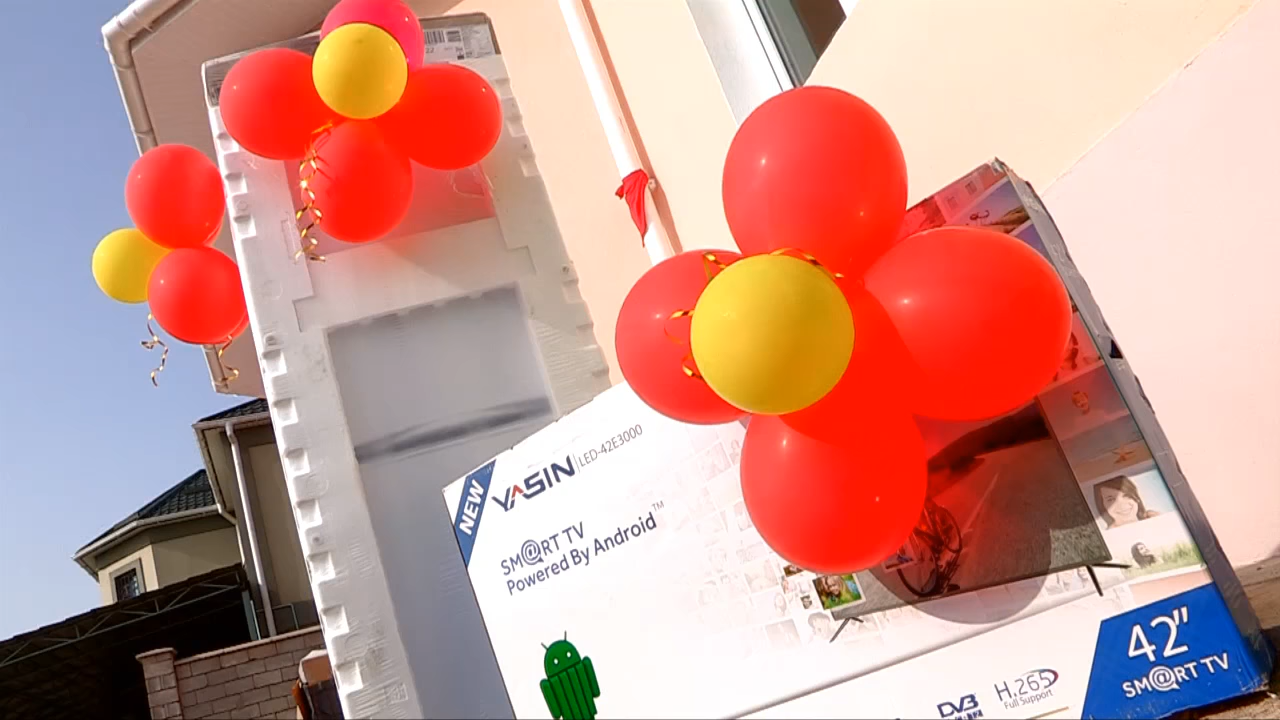 NEW
YASIN LED-42E3000
SM@RT TV
Powered By Android™
42"
SM@RT TV
DVB
H.265
Full Support